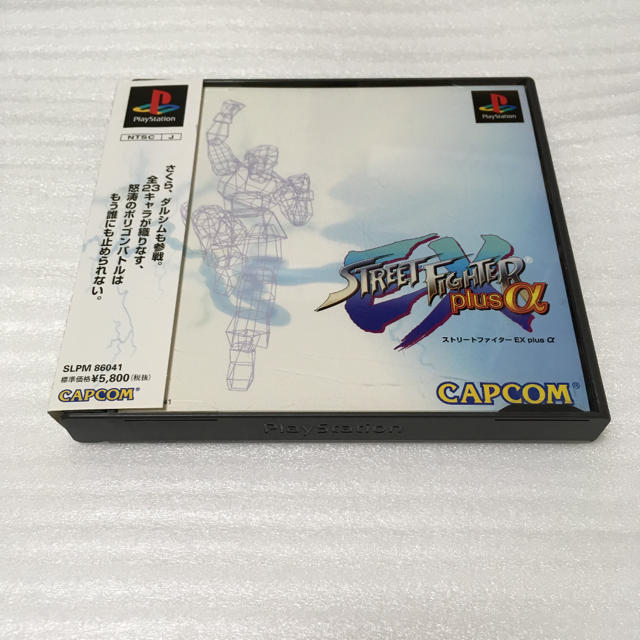 PlayStation
NTSC J
さくら、ダルシムも参戦。
全23キャラが織りなす、
怒涛のポリゴンバトルは
もう誰にも止められない。
SLPM 86041
標準価格¥5,800(税抜)
CAPCOM®
PlayStation
STREET FIGHTER EX
plus α
ストリートファイター EX plus α
CAPCOM®
PlayStation